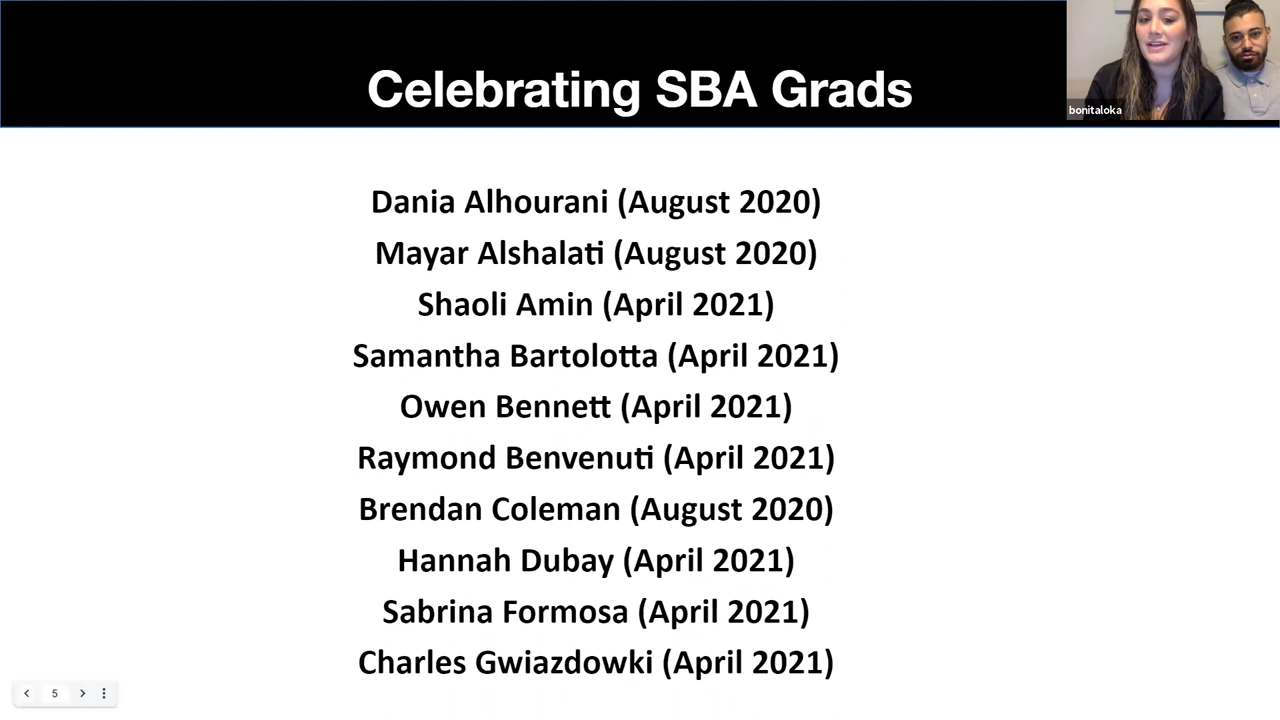 Celebrating SBA Grads
bonitaloka
Dania Alhourani (August 2020)
Mayar Alshalati (August 2020)
Shaoli Amin (April 2021)
Samantha Bartolotta (April 2021)
Owen Bennett (April 2021)
Raymond Benvenuti (April 2021)
Brendan Coleman (August 2020)
Hannah Dubay (April 2021)
Sabrina Formosa (April 2021)
Charles Gwiazdowki (April 2021)
5